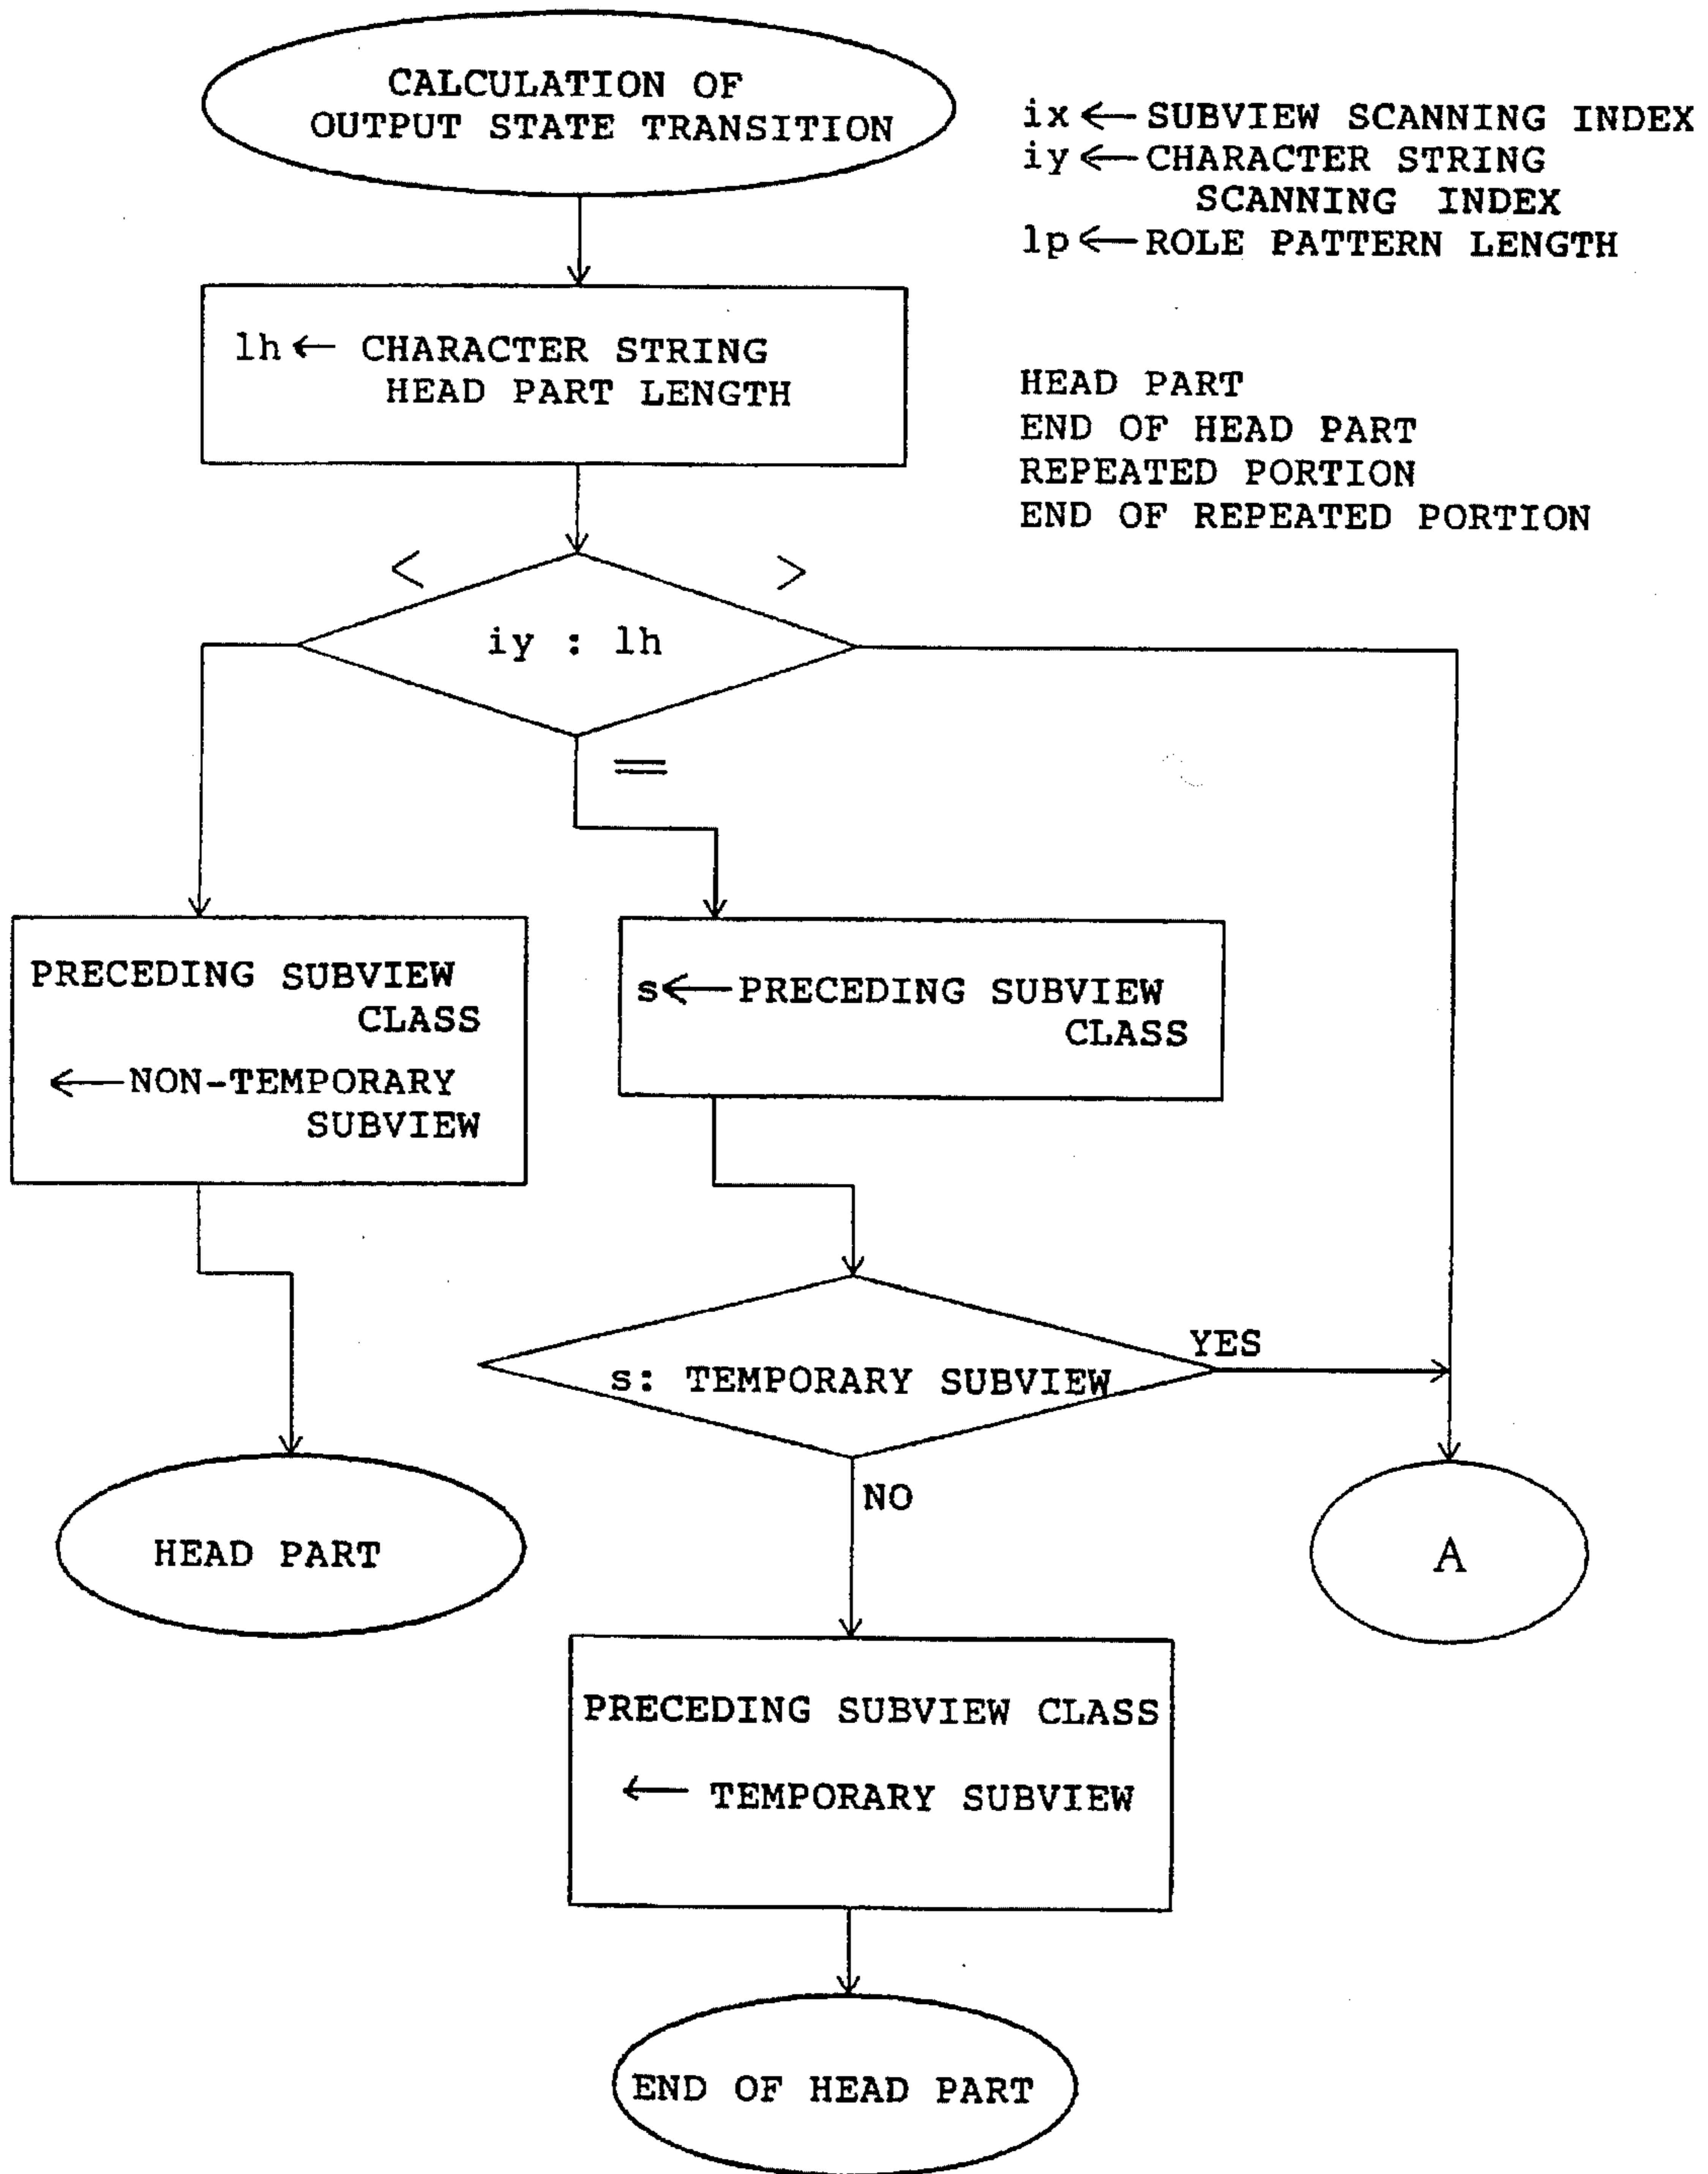 CALCULATION OF
OUTPUT STATE TRANSITION
ix ← SUBVIEW SCANNING INDEX
iy ← CHARACTER STRING
SCANNING INDEX
lp ← ROLE PATTERN LENGTH
lh ← CHARACTER STRING
HEAD PART LENGTH
HEAD PART
END OF HEAD PART
REPEATED PORTION
END OF REPEATED PORTION
<
>
iy : lh
=
PRECEDING SUBVIEW
CLASS
← NON-TEMPORARY
SUBVIEW
s ← PRECEDING SUBVIEW
CLASS
YES
s: TEMPORARY SUBVIEW
NO
HEAD PART
A
PRECEDING SUBVIEW CLASS
← TEMPORARY SUBVIEW
END OF HEAD PART